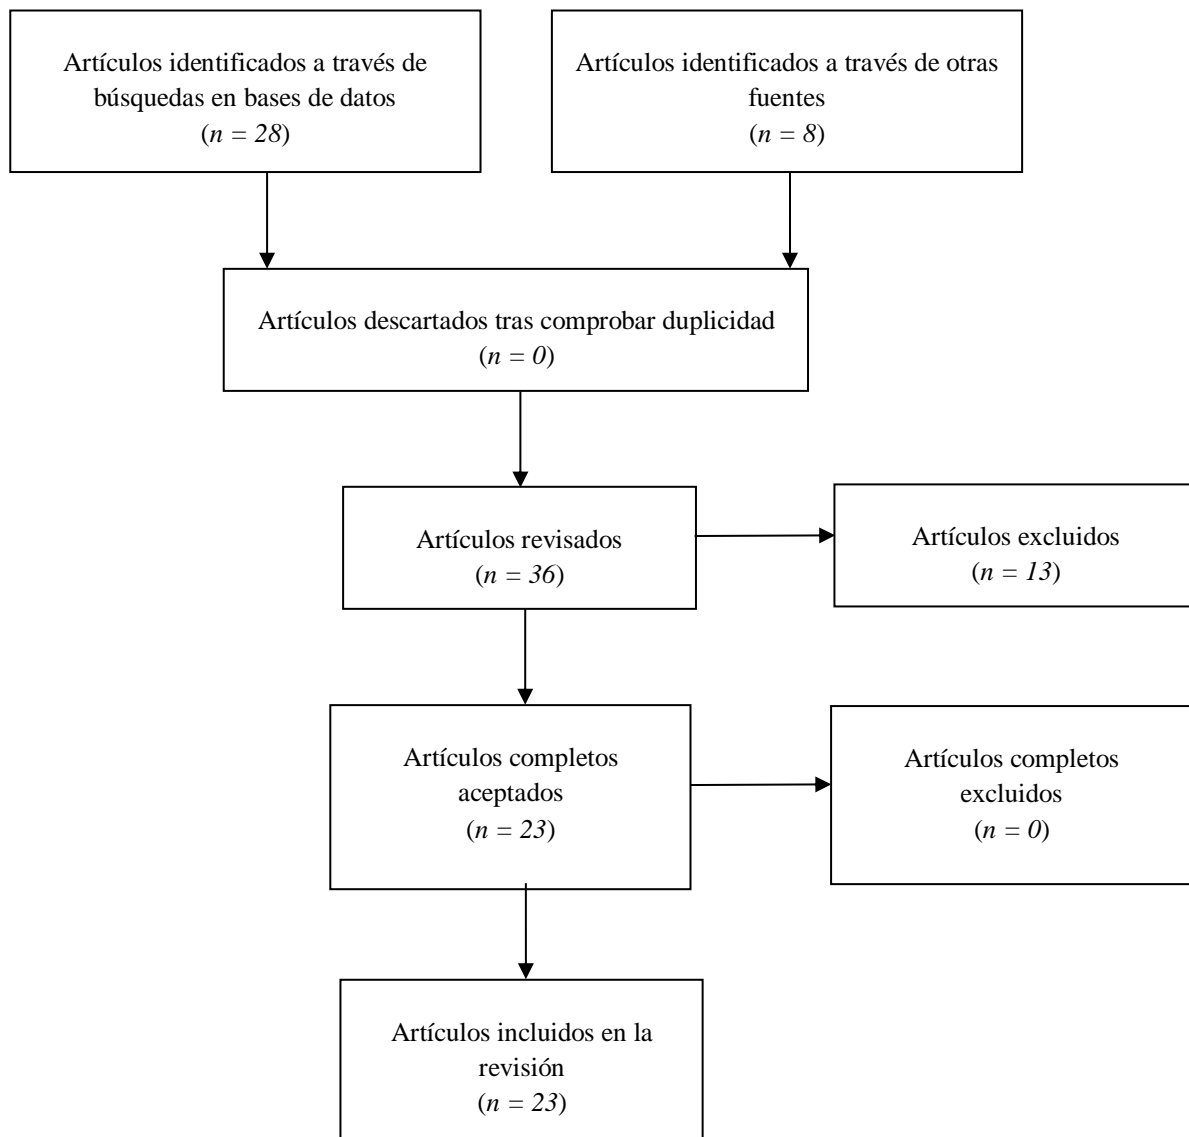 Artículos identificados a través de
búsquedas en bases de datos
(n = 28)
Artículos identificados a través de otras
fuentes
(n = 8)
Artículos descartados tras comprobar duplicidad
(n = 0)
Artículos revisados
(n = 36)
Artículos excluidos
(n = 13)
Artículos completos
aceptados
(n = 23)
Artículos completos
excluidos
(n = 0)
Artículos incluidos en la
revisión
(n = 23)